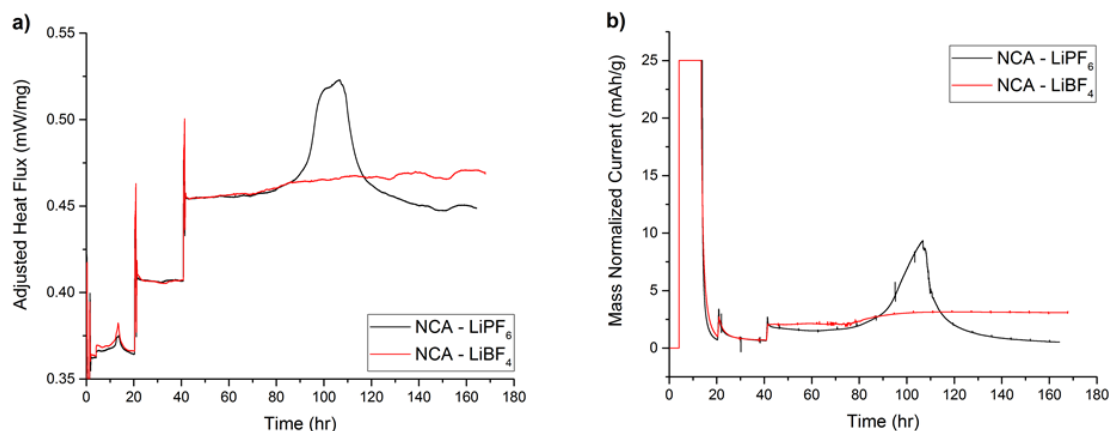 a)
Adjusted Heat Flux (mW/mg)
0.55
0.50
0.45
0.40
0.35
NCA - LiPF6
NCA - LiBF4
0 20 40 60 80 100 120 140 160 180
Time (hr)
b)
Mass Normalized Current (mAh/g)
25
20
15
10
5
0
NCA - LiPF6
NCA - LiBF4
0 20 40 60 80 100 120 140 160 180
Time (hr)